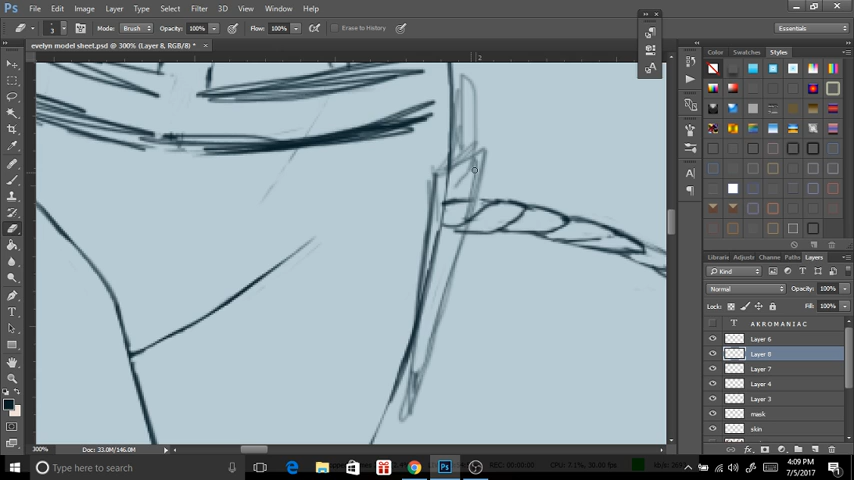 Ps File Edit Image Layer Type Select Filter 3D View Window Help
3 Mode: Brush Opacity: 100% Flow: 100% Erase to History Essentials
evelyn model sheet.psd @ 300% (Layer 8, RGB/8*) * ×
2
Color Swatches Styles
Librarie Adjustr Channe Paths Layers
Kind
Normal Opacity: 100%
Lock: Fill: 100%
T AKROMANIAC
Layer 6
Layer 8
Layer 7
Layer 4
Layer 3
mask
skin
300% Doc: 33.0M/146.0M
Type here to search
REC: 00:00:00 CPU: 7.1%, 30.00 fps
4:09 PM
7/5/2017